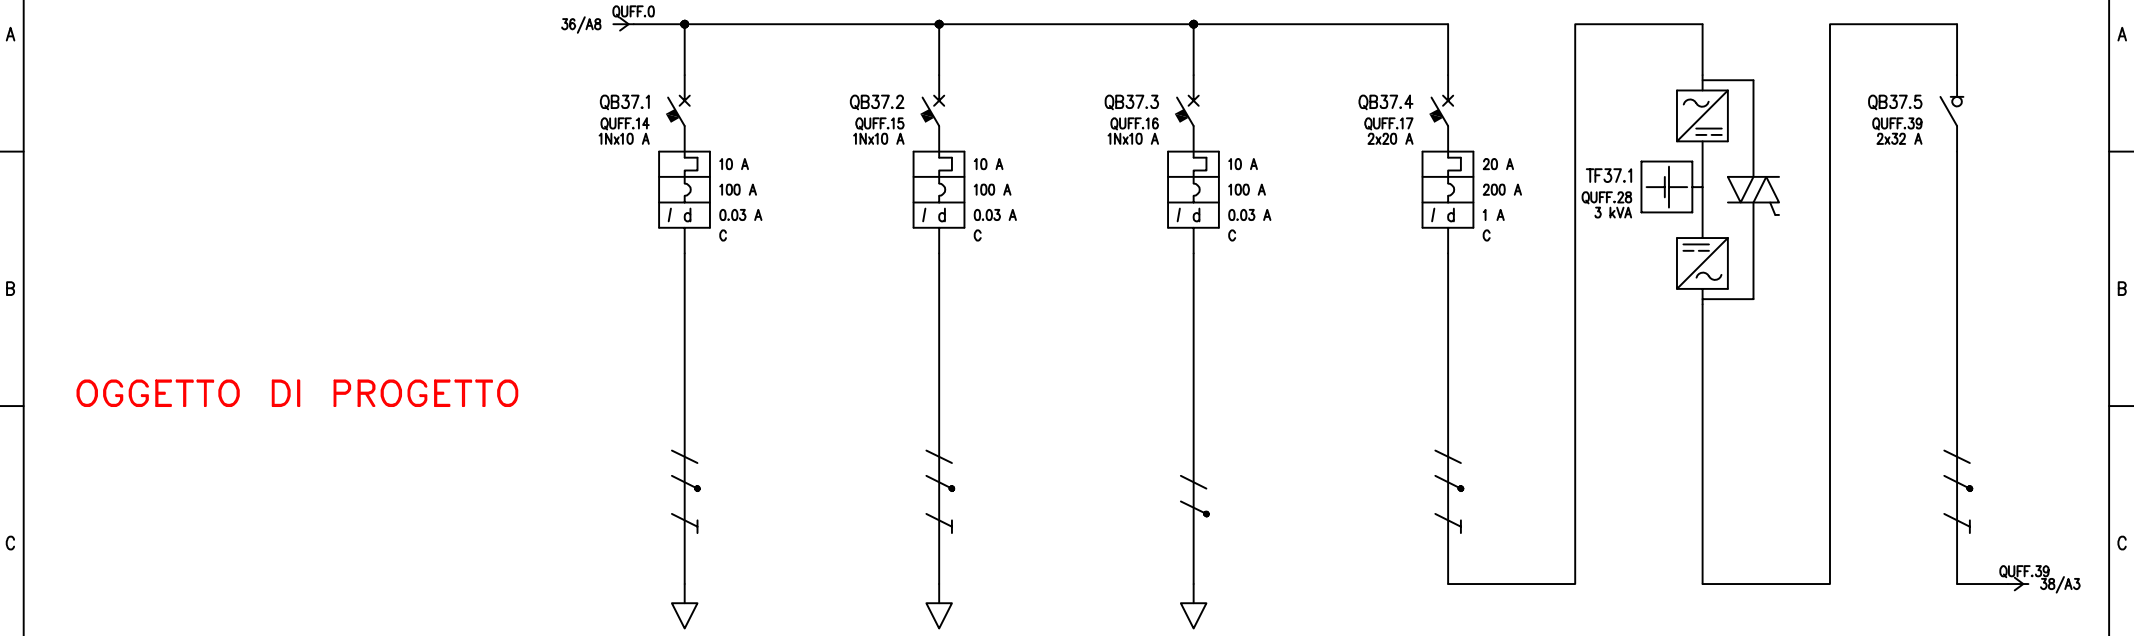 QUFF.0
36/A8
A
A
QB37.1
QUFF.14
1Nx10 A
10 A
100 A
I d
0.03 A
C
QB37.2
QUFF.15
1Nx10 A
10 A
100 A
I d
0.03 A
C
QB37.3
QUFF.16
1Nx10 A
10 A
100 A
I d
0.03 A
C
QB37.4
QUFF.17
2x20 A
20 A
200 A
I d
1 A
C
TF37.1
QUFF.28
3 kVA
QB37.5
QUFF.39
2x32 A
B
B
OGGETTO DI PROGETTO
C
C
QUFF.39
38/A3